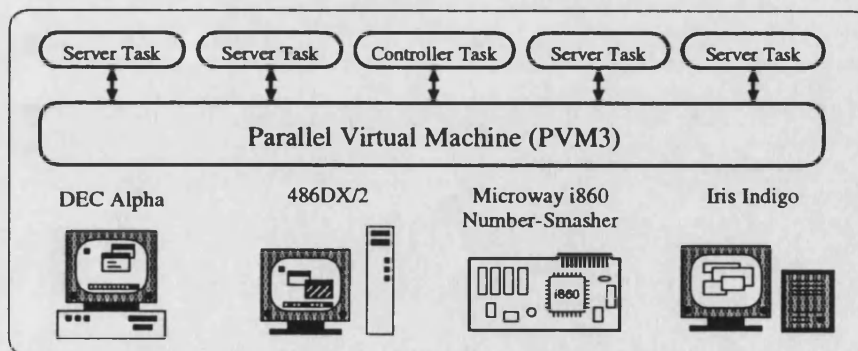 Server Task
Server Task
Controller Task
Server Task
Server Task
Parallel Virtual Machine (PVM3)
DEC Alpha
486DX/2
Microway i860
Number-Smasher
Iris Indigo
i860